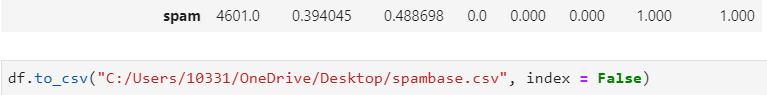 spam 4601.0 0.394045 0.488698 0.0 0.000 0.000 1.000 1.000
df.to_csv("C:/Users/10331/OneDrive/Desktop/spambase.csv", index = False)